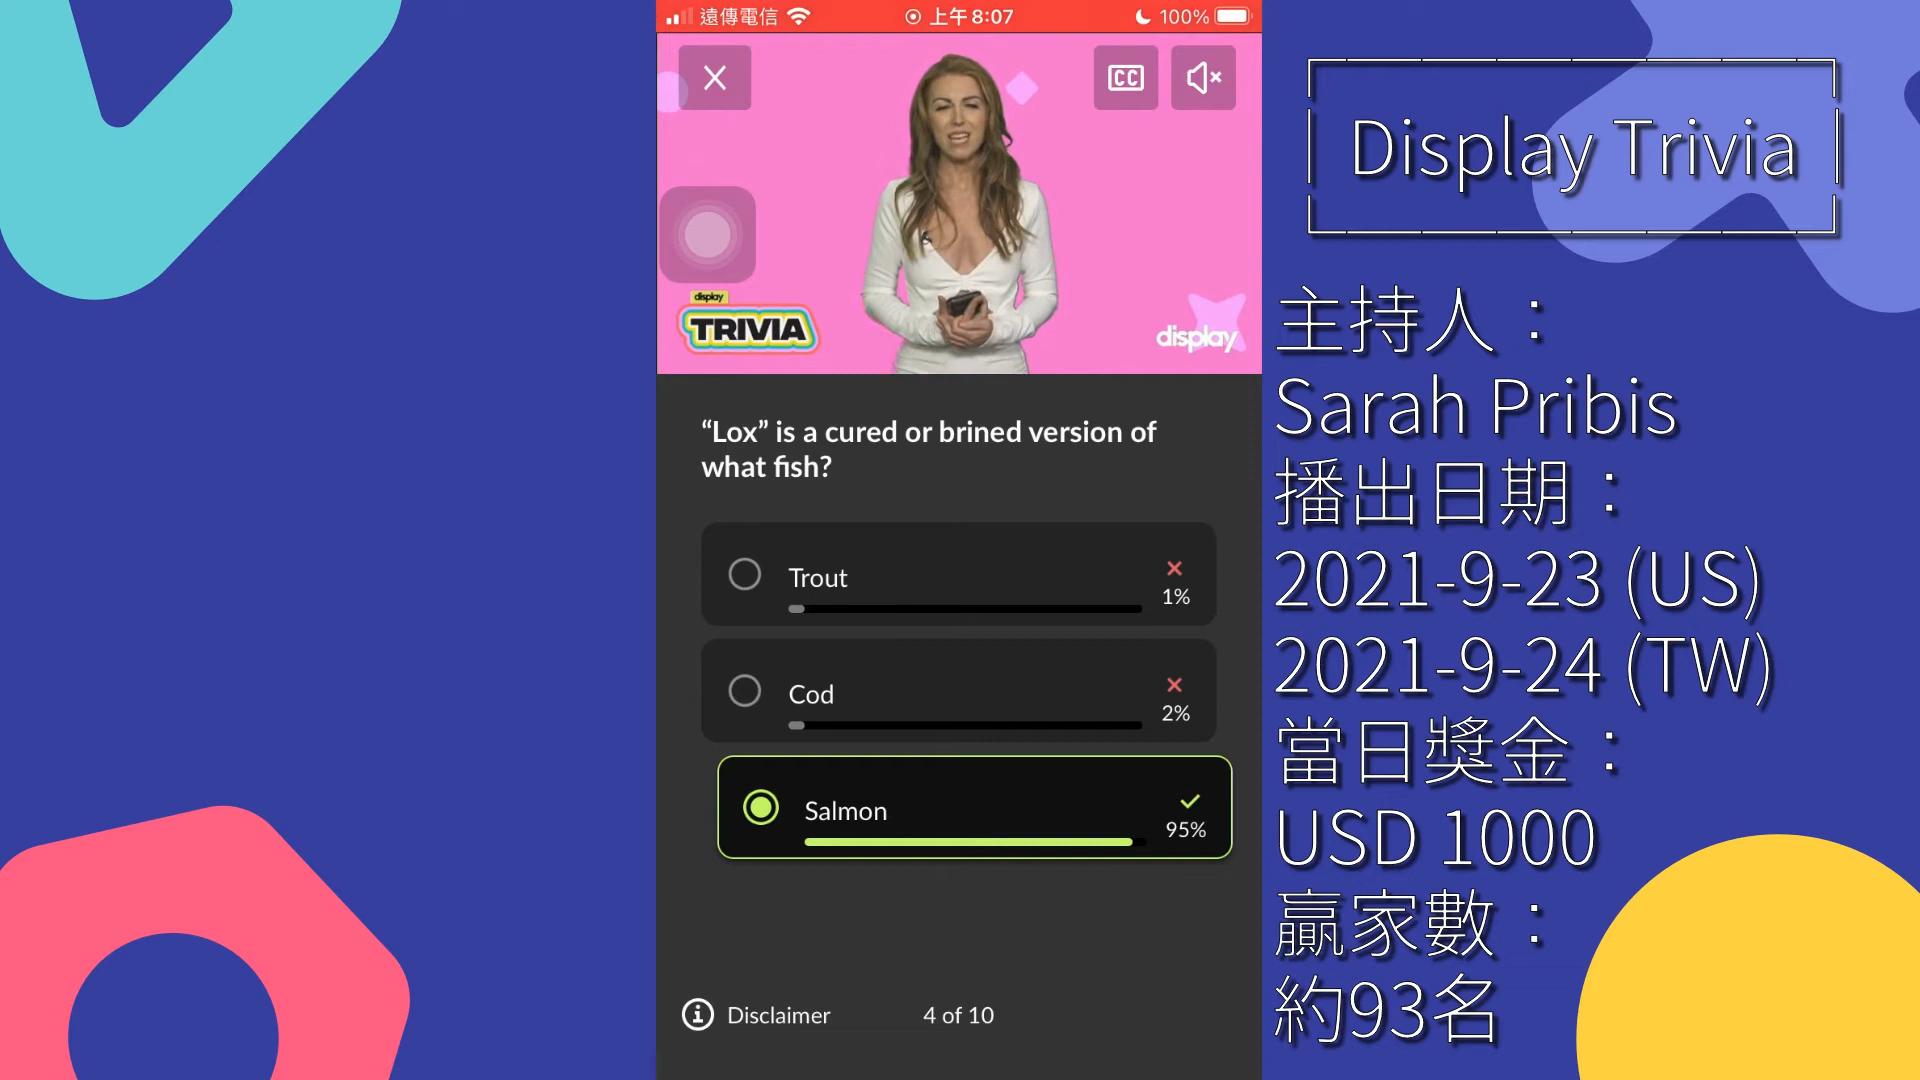 遠傳電信
上午8:07
100%
CC
display
TRIVIA
display
“Lox” is a cured or brined version of
what fish?
Trout
1%
Cod
2%
Salmon
95%
Disclaimer
4 of 10
Display Trivia
主持人：
Sarah Pribis
播出日期：
2021-9-23 (US)
2021-9-24 (TW)
當日獎金：
USD 1000
贏家數：
約93名